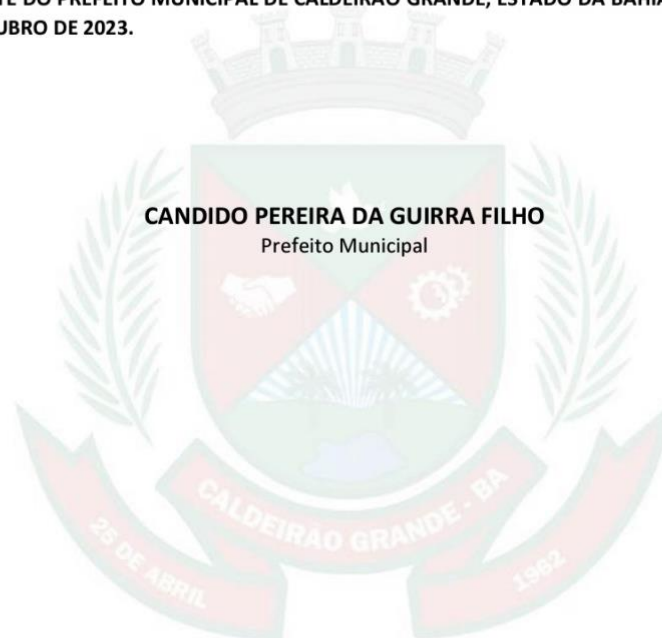 TE DO PREFEITO MUNICIPAL DE CALDEIRÃO GRANDE, ESTADO DA BAHIA
UBRO DE 2023.
CANDIDO PEREIRA DA GUIRRA FILHO
Prefeito Municipal
CALDEIRÃO GRANDE - BA
25 DE ABRIL
1962